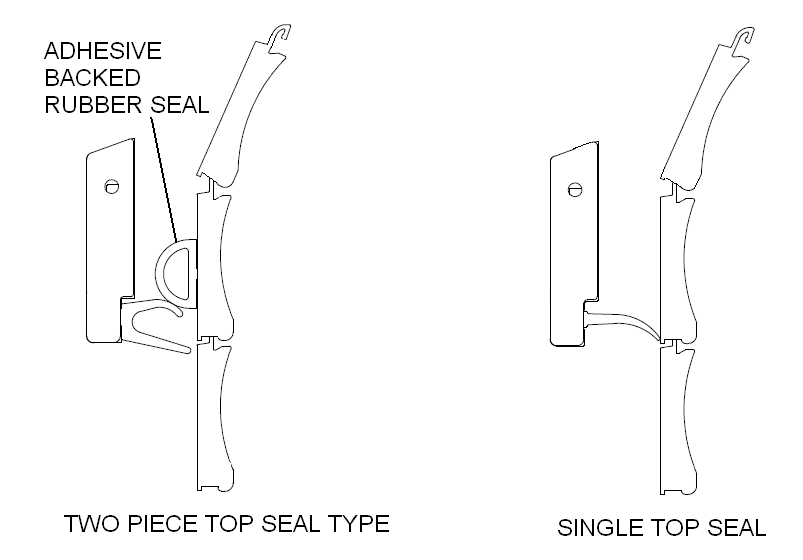 ADHESIVE
BACKED
RUBBER SEAL
TWO PIECE TOP SEAL TYPE
SINGLE TOP SEAL